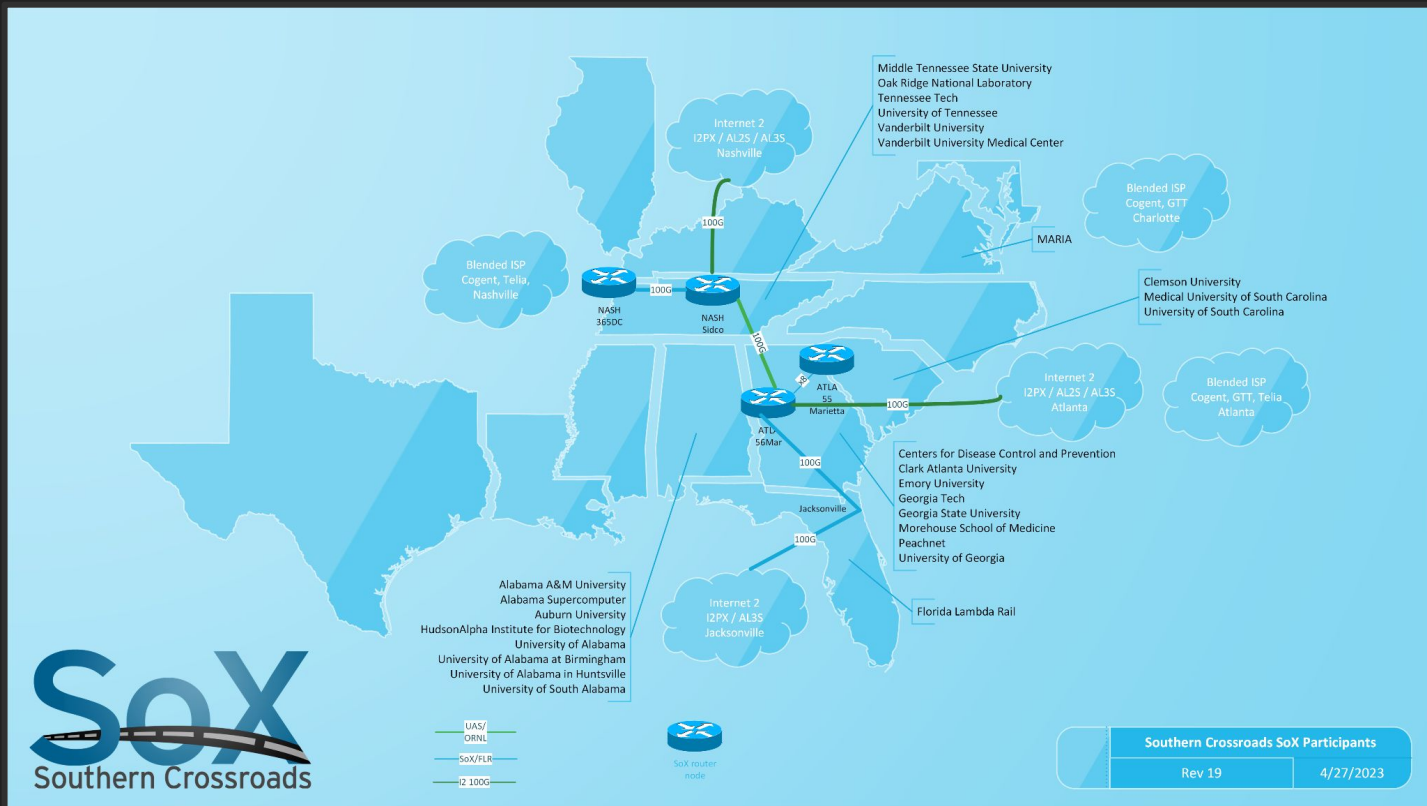 Middle Tennessee State University
Oak Ridge National Laboratory
Tennessee Tech
University of Tennessee
Vanderbilt University
Vanderbilt University Medical Center
Internet 2
I2PX / AL2S / AL3S
Nashville
Blended ISP
Cogent, GTT
Charlotte
MARIA
100G
Blended ISP
Cogent, Telia,
Nashville
100G
NASH
365DC
NASH
Sidco
Clemson University
Medical University of South Carolina
University of South Carolina
100G
ATLA
55
Marietta
Internet 2
I2PX / AL2S / AL3S
Atlanta
Blended ISP
Cogent, GTT, Telia
Atlanta
100G
56Mar
100G
Centers for Disease Control and Prevention
Clark Atlanta University
Emory University
Georgia Tech
Georgia State University
Morehouse School of Medicine
Peachnet
University of Georgia
Jacksonville
100G
Internet 2
I2PX / AL3S
Jacksonville
Florida Lambda Rail
Alabama A&M University
Alabama Supercomputer
Auburn University
HudsonAlpha Institute for Biotechnology
University of Alabama
University of Alabama at Birmingham
University of Alabama in Huntsville
University of South Alabama
SoX
Southern Crossroads
UAS/
ORNL
SoX/FLR
I2 100G
SoX router
node
Southern Crossroads SoX Participants
Rev 19
4/27/2023